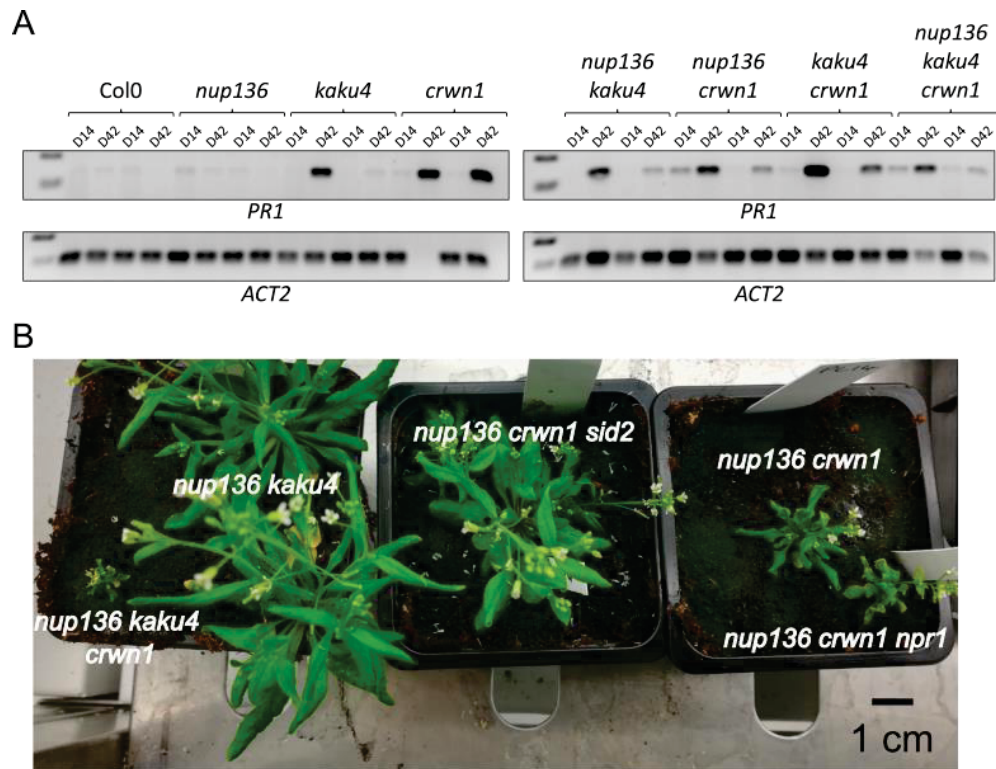 A
Col0 nup136 kaku4 crwn1
D14 D42 D14 D42 D14 D42 D14 D42 D14 D42 D14 D42 D14 D42 D14 D42
PR1
ACT2
nup136
kaku4
nup136
crwn1
kaku4
crwn1
nup136
kaku4
crwn1
D14 D42 D14 D42 D14 D42 D14 D42 D14 D42 D14 D42 D14 D42 D14 D42
PR1
ACT2
B
nup136 kaku4
nup136 crwn1 sid2
nup136 crwn1
nup136 kaku4
crwn1
nup136 crwn1 npr1
1 cm